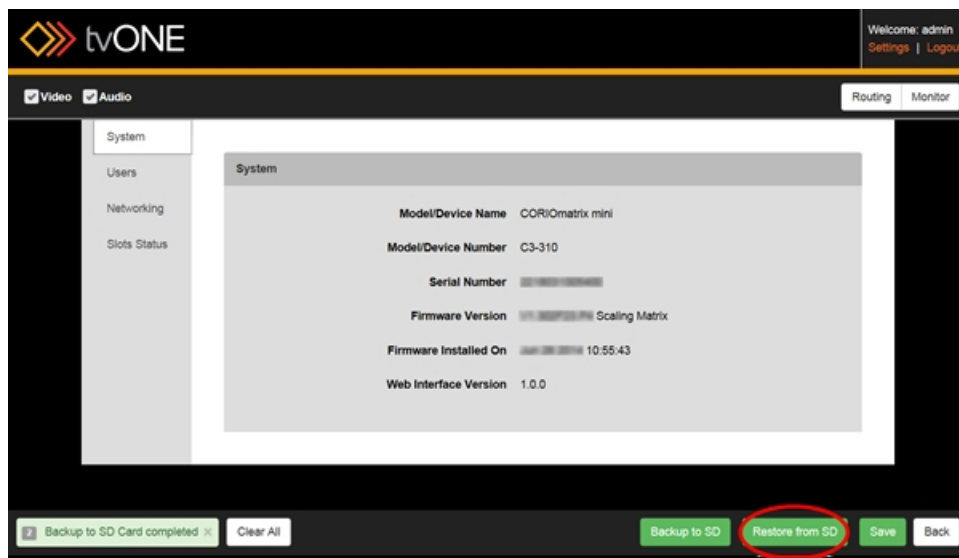 tvONE
Welcome: admin
Settings | Logou
Video Audio
Routing Monitor
System
Users
Networking
Slots Status
System
Model/Device Name CORIOmatrix mini
Model/Device Number C3-310
Serial Number
Firmware Version Scaling Matrix
Firmware Installed On 10:55:43
Web Interface Version 1.0.0
2 Backup to SD Card completed × Clear All
Backup to SD Restore from SD Save Back